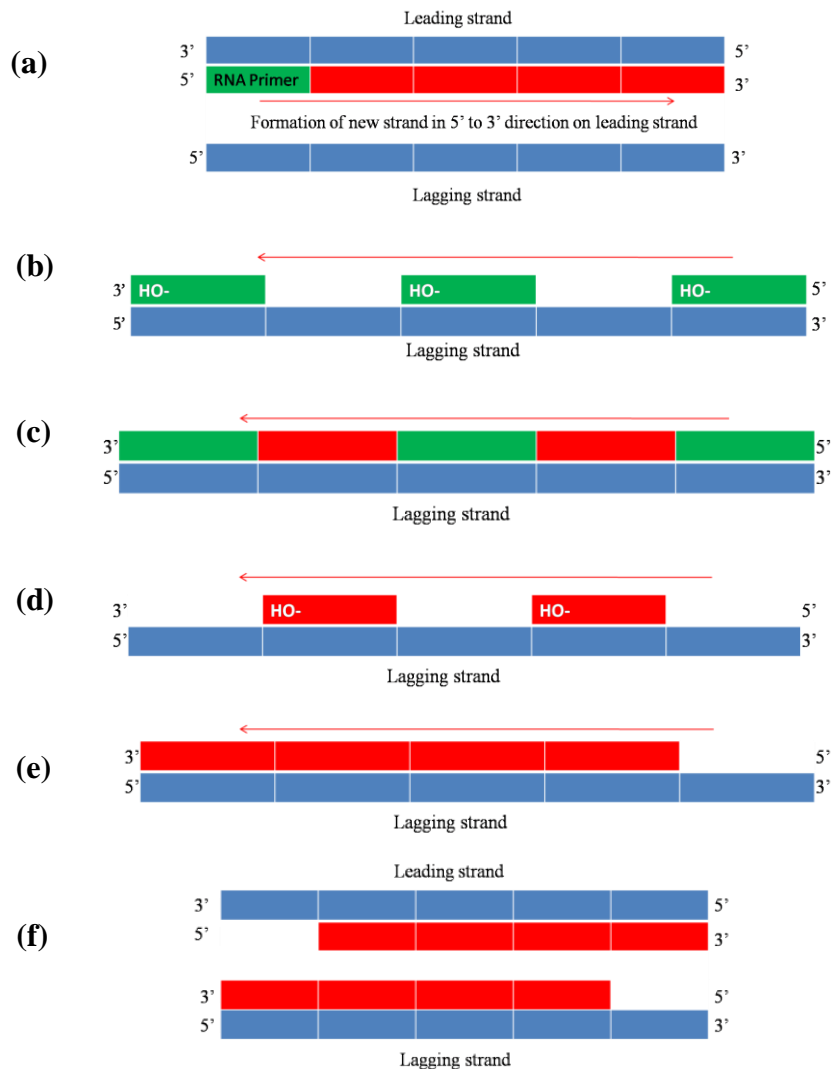 Leading strand
(a)
3’ 5’
5’ RNA Primer 3’
Formation of new strand in 5’ to 3’ direction on leading strand
5’ 3’
Lagging strand
(b)
3’ HO- HO- HO- 5’
5’ 3’
Lagging strand
(c)
3’ 5’
5’ 3’
Lagging strand
(d)
3’ HO- HO- 5’
5’ 3’
Lagging strand
(e)
3’ 5’
5’ 3’
Lagging strand
Leading strand
(f)
3’ 5’
5’ 3’
3’ 5’
5’ 3’
Lagging strand